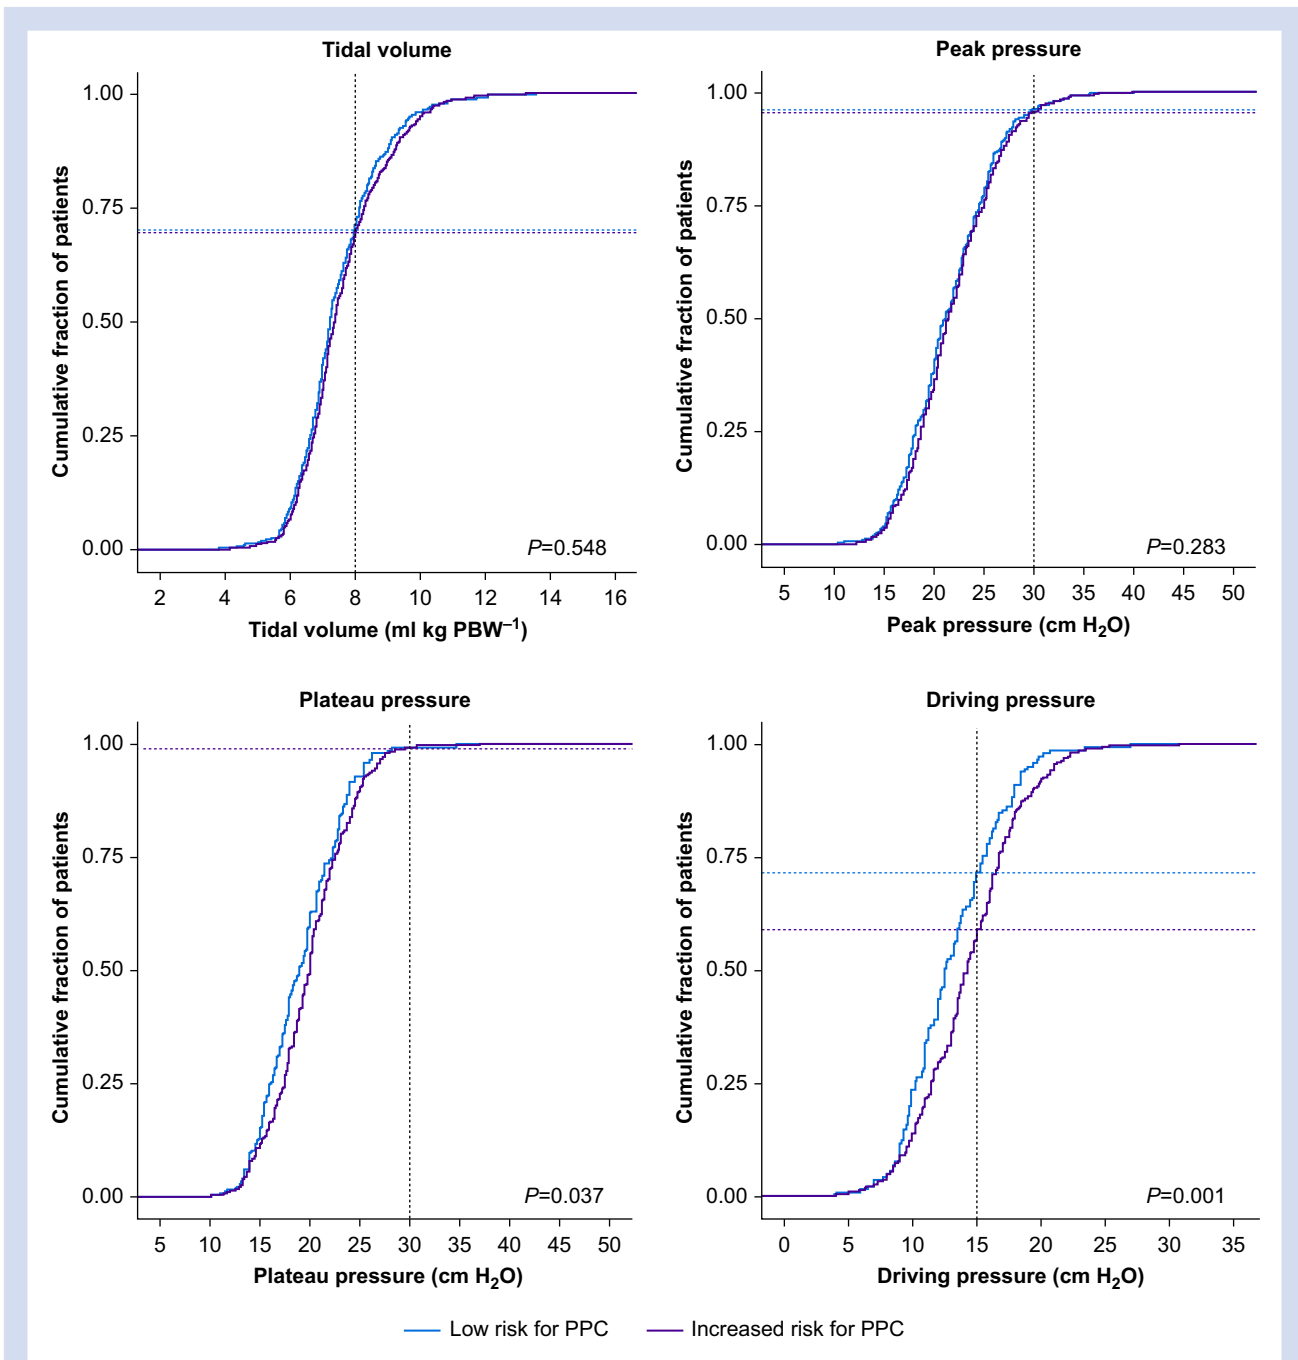 Tidal volume
Cumulative fraction of patients
1.00
0.75
0.50
0.25
0.00
P=0.548
2 4 6 8 10 12 14 16
Tidal volume (ml kg PBW⁻¹)
Peak pressure
Cumulative fraction of patients
1.00
0.75
0.50
0.25
0.00
P=0.283
5 10 15 20 25 30 35 40 45 50
Peak pressure (cm H₂O)
Plateau pressure
Cumulative fraction of patients
1.00
0.75
0.50
0.25
0.00
P=0.037
5 10 15 20 25 30 35 40 45 50
Plateau pressure (cm H₂O)
Driving pressure
Cumulative fraction of patients
1.00
0.75
0.50
0.25
0.00
P=0.001
0 5 10 15 20 25 30 35
Driving pressure (cm H₂O)
Low risk for PPC Increased risk for PPC